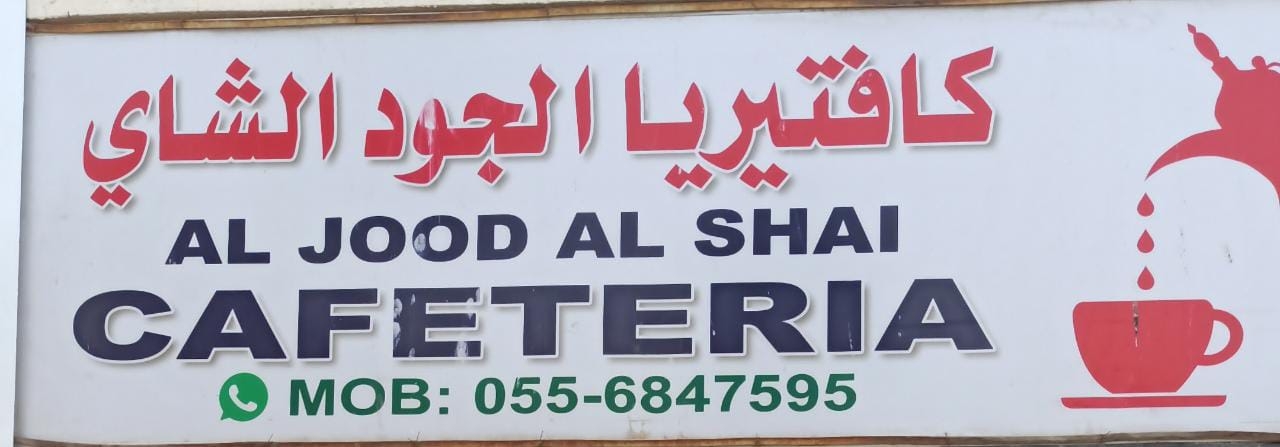 كافتيريا الجود الشاي
AL JOOD AL SHAI
CAFETERIA
MOB: 055-6847595